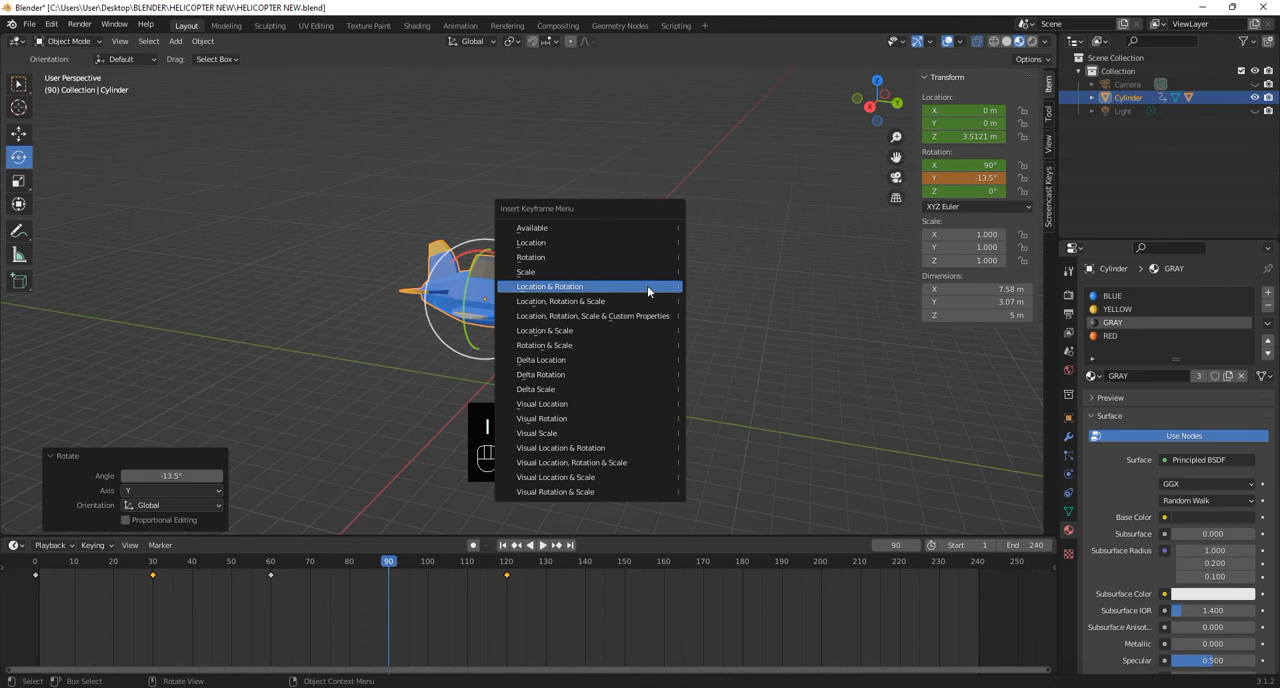 Blender* [C:\Users\User\Desktop\BLENDER\HELICOPTER NEW\HELICOPTER NEW.blend]
File Edit Render Window Help Layout Modeling Sculpting UV Editing Texture Paint Shading Animation Rendering Compositing Geometry Nodes Scripting + Scene ViewLayer
Object Mode View Select Add Object Global
Orientation: Default Drag: Select Box Options
User Perspective
(90) Collection | Cylinder
Transform
Location:
X 0 m
Y 0 m
Z 3.5121 m
Rotation:
X 90°
Y -13.5°
Z 0°
XYZ Euler
Scale:
X 1.000
Y 1.000
Z 1.000
Dimensions:
X 7.58 m
Y 3.07 m
Z 5 m
Item
Tool
View
Screencast Keys
X
Y
Z
Insert Keyframe Menu
Available I
Location I
Rotation I
Scale I
Location & Rotation I
Location, Rotation & Scale I
Location, Rotation, Scale & Custom Properties I
Location & Scale I
Rotation & Scale I
Delta Location I
Delta Rotation I
Delta Scale I
Visual Location I
Visual Rotation I
Visual Scale I
Visual Location & Rotation I
Visual Location, Rotation & Scale I
Visual Location & Scale I
Visual Rotation & Scale I
I
Rotate
Angle -13.5°
Axis Y
Orientation Global
Proportional Editing
Scene Collection
Collection
Camera
Cylinder
Light
Cylinder > GRAY
BLUE
YELLOW
GRAY
RED
GRAY 3
Preview
Surface
Use Nodes
Surface Principled BSDF
GGX
Random Walk
Base Color
Subsurface 0.000
Subsurface Radius 1.000
0.200
0.100
Subsurface Color
Subsurface IOR 1.400
Subsurface Anisot... 0.000
Metallic 0.000
Specular 0.500
Playback Keying View Marker 90 Start 1 End 240
0 10 20 30 40 50 60 70 80 90 100 110 120 130 140 150 160 170 180 190 200 210 220 230 240 250
Select Box Select Rotate View Object Context Menu 3.1.2